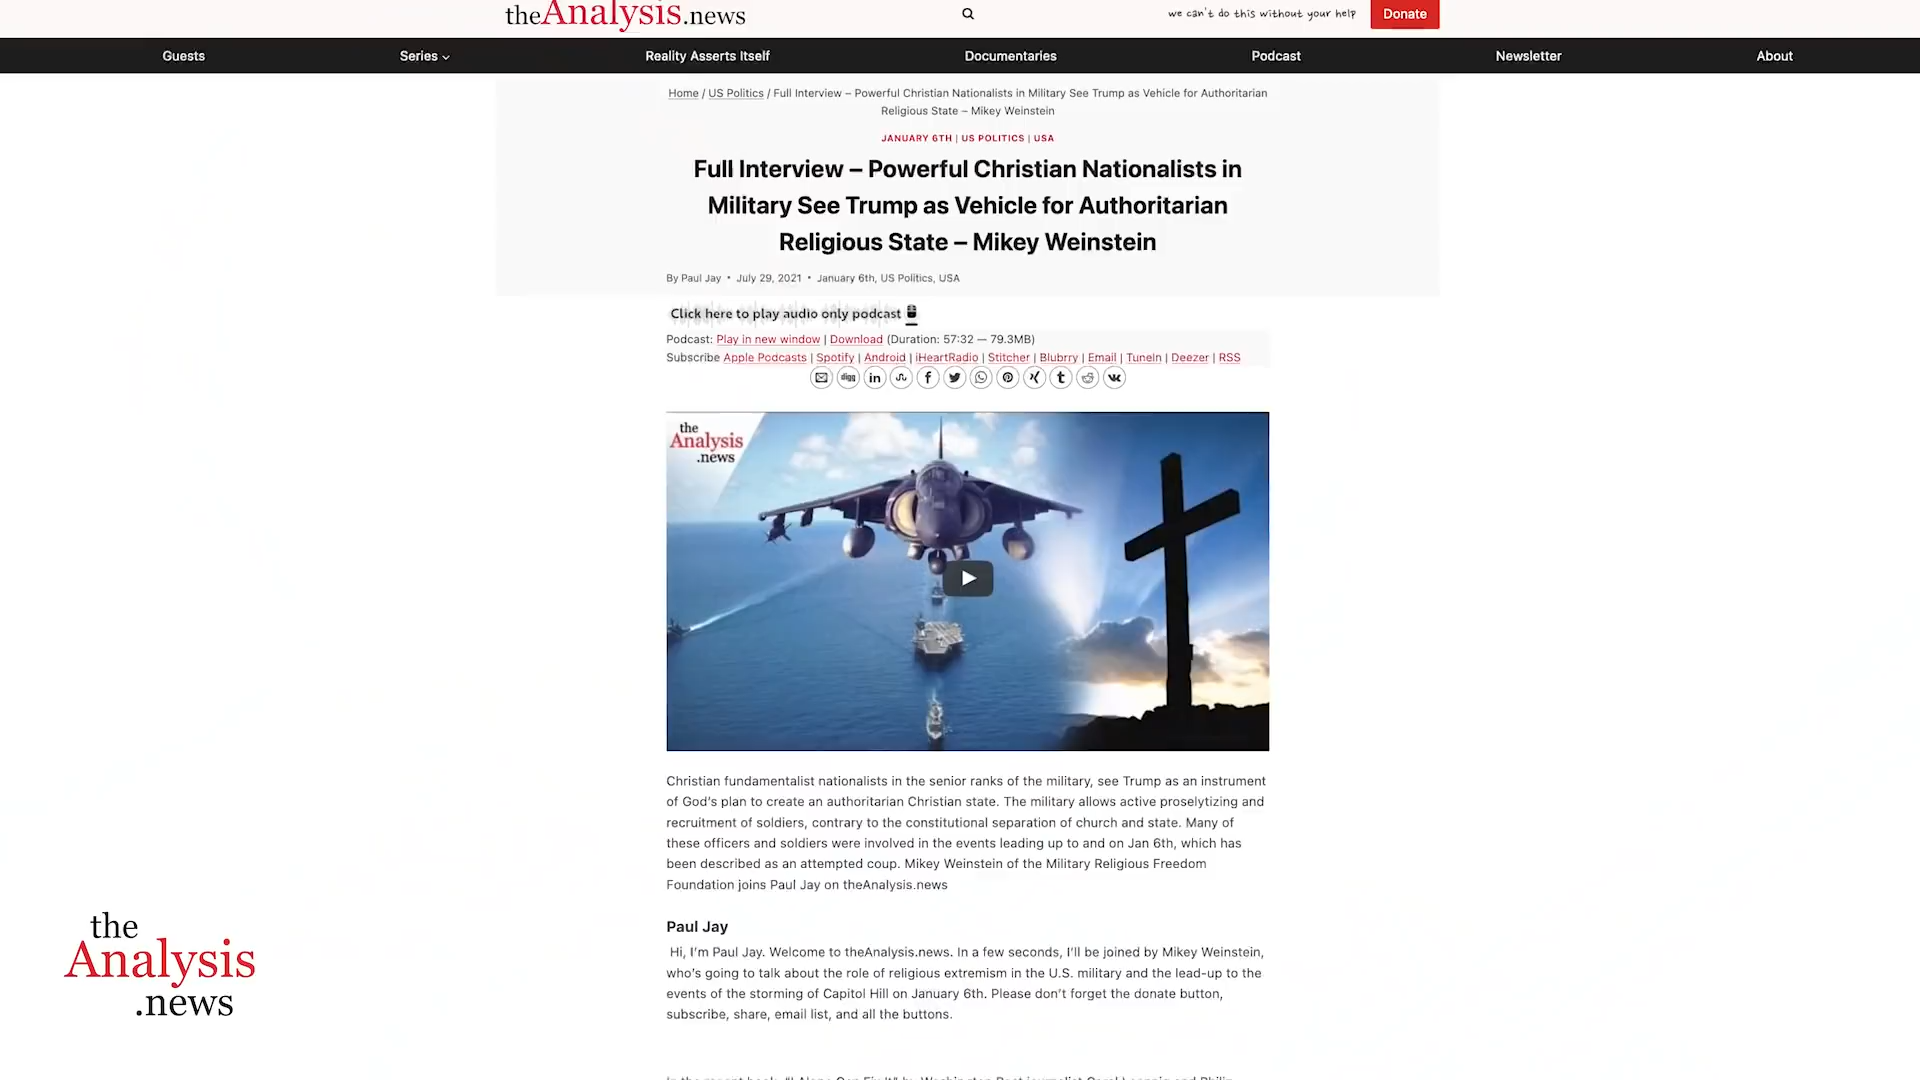 theAnalysis.news
we can't do this without your help
Donate
Guests
Series
Reality Asserts Itself
Documentaries
Podcast
Newsletter
About
Home / US Politics / Full Interview – Powerful Christian Nationalists in Military See Trump as Vehicle for Authoritarian
Religious State – Mikey Weinstein
JANUARY 6TH | US POLITICS | USA
Full Interview – Powerful Christian Nationalists in
Military See Trump as Vehicle for Authoritarian
Religious State – Mikey Weinstein
By Paul Jay • July 29, 2021 • January 6th, US Politics, USA
Click here to play audio only podcast
Podcast: Play in new window | Download (Duration: 57:32 — 79.3MB)
Subscribe Apple Podcasts | Spotify | Android | iHeartRadio | Stitcher | Blubrry | Email | TuneIn | Deezer | RSS
digg
the
Analysis
.news
Christian fundamentalist nationalists in the senior ranks of the military, see Trump as an instrument
of God's plan to create an authoritarian Christian state. The military allows active proselytizing and
recruitment of soldiers, contrary to the constitutional separation of church and state. Many of
these officers and soldiers were involved in the events leading up to and on Jan 6th, which has
been described as an attempted coup. Mikey Weinstein of the Military Religious Freedom
Foundation joins Paul Jay on theAnalysis.news
Paul Jay
Hi, I'm Paul Jay. Welcome to theAnalysis.news. In a few seconds, I'll be joined by Mikey Weinstein,
who's going to talk about the role of religious extremism in the U.S. military and the lead-up to the
events of the storming of Capitol Hill on January 6th. Please don't forget the donate button,
subscribe, share, email list, and all the buttons.
the
Analysis
.news